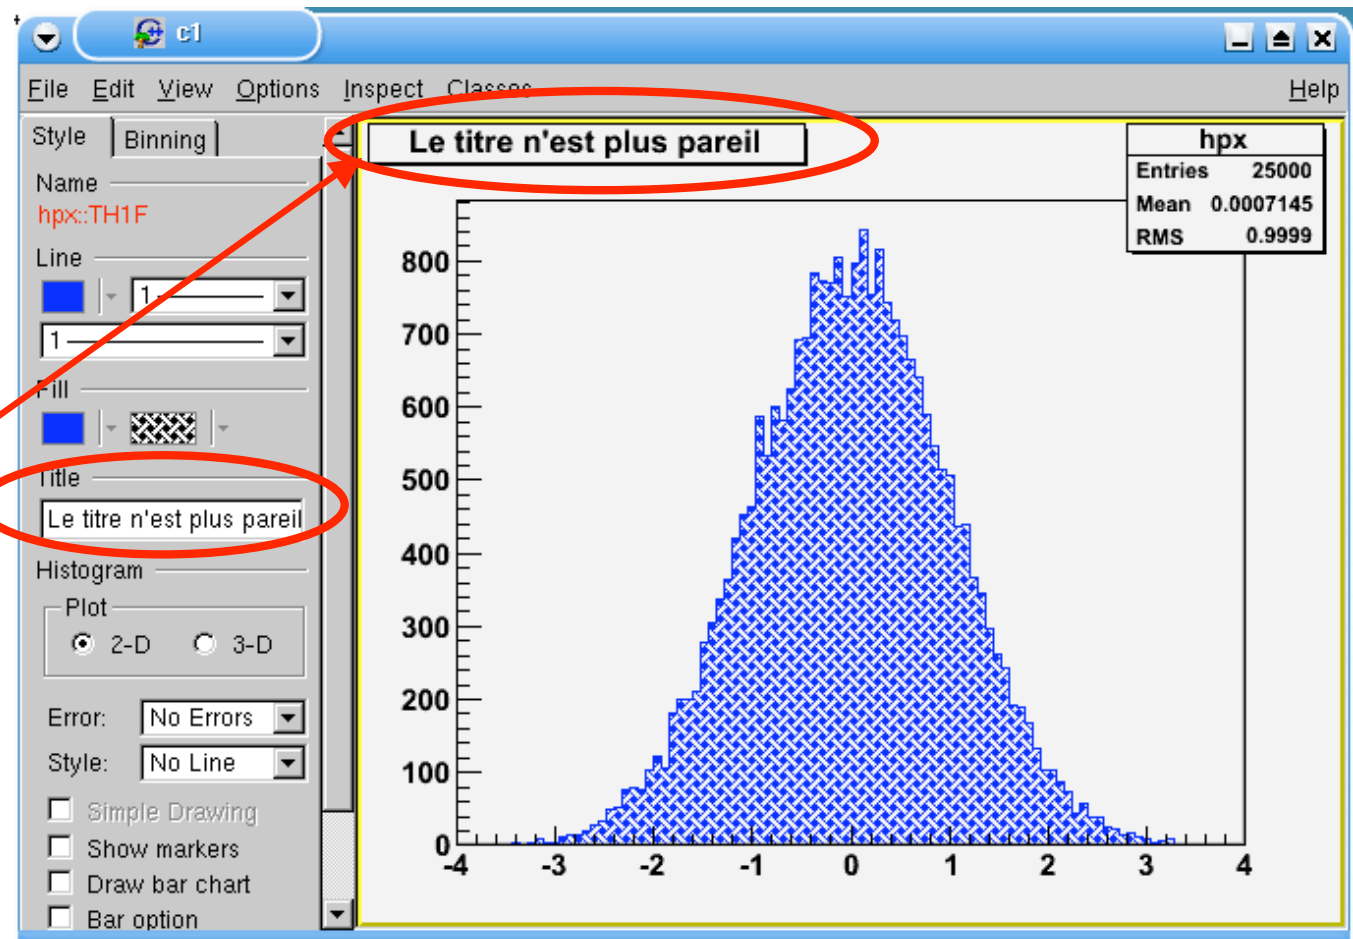 c1
File Edit View Options Inspect Classes Help
Style Binning
Name
hpx::TH1F
Line
1
1
Fill
Title
Le titre n'est plus pareil
Histogram
Plot
2-D 3-D
Error: No Errors
Style: No Line
Simple Drawing
Show markers
Draw bar chart
Bar option
Le titre n'est plus pareil
hpx
Entries 25000
Mean 0.0007145
RMS 0.9999
800
700
600
500
400
300
200
100
0
-4 -3 -2 -1 0 1 2 3 4